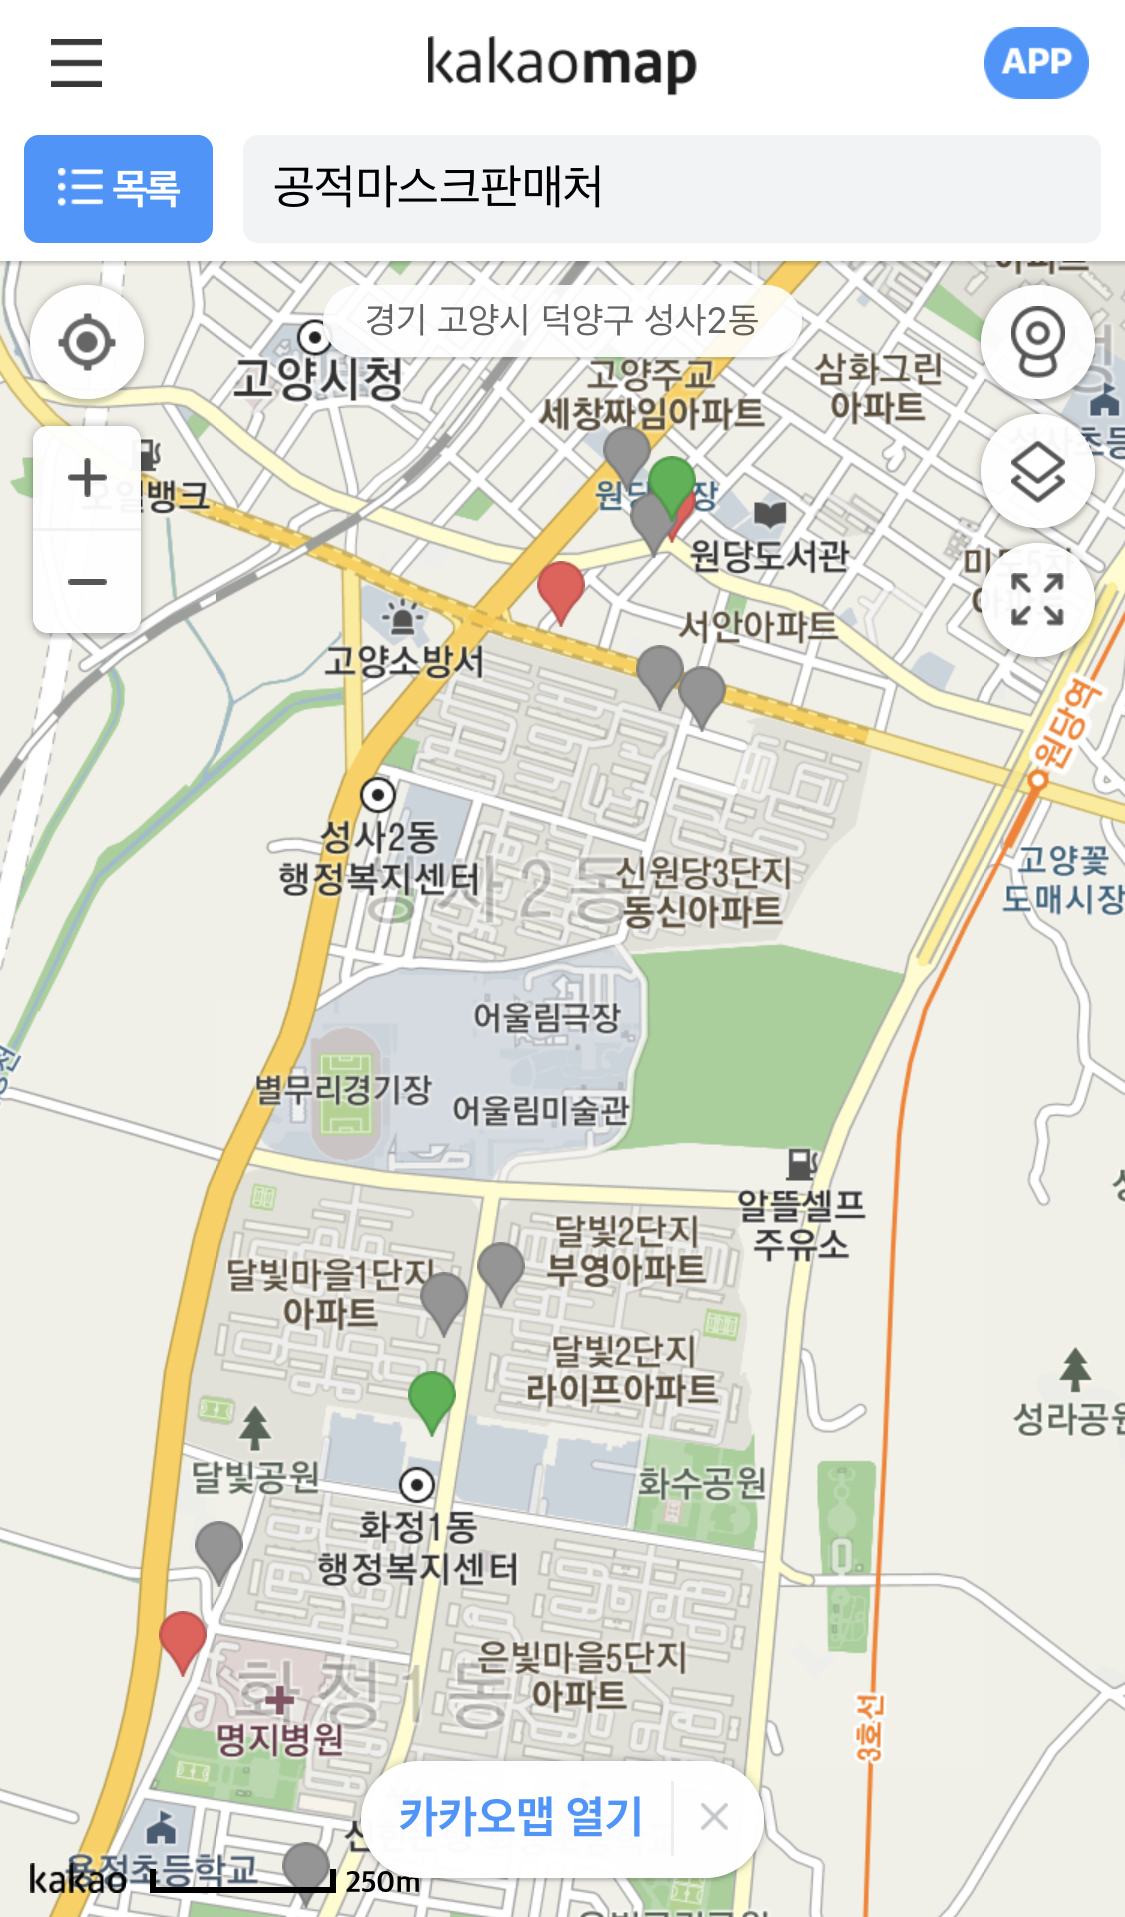 kakaomap
APP
목록
공적마스크판매처
아파트
경기 고양시 덕양구 성사2동
고양시청
고양주교
세창짜임아파트
삼화그린
아파트
오일뱅크
원당도서관
서안아파트
고양소방서
원당역
성사2동
행정복지센터
성사2동
신원당3단지
동신아파트
고양꽃
도매시장
어울림극장
별무리경기장
어울림미술관
알뜰셀프
주유소
달빛2단지
부영아파트
달빛마을1단지
아파트
달빛2단지
라이프아파트
성라공원
달빛공원
화수공원
화정1동
행정복지센터
은빛마을5단지
아파트
화정1동
명지병원
3호선
카카오맵 열기
kakao
250m